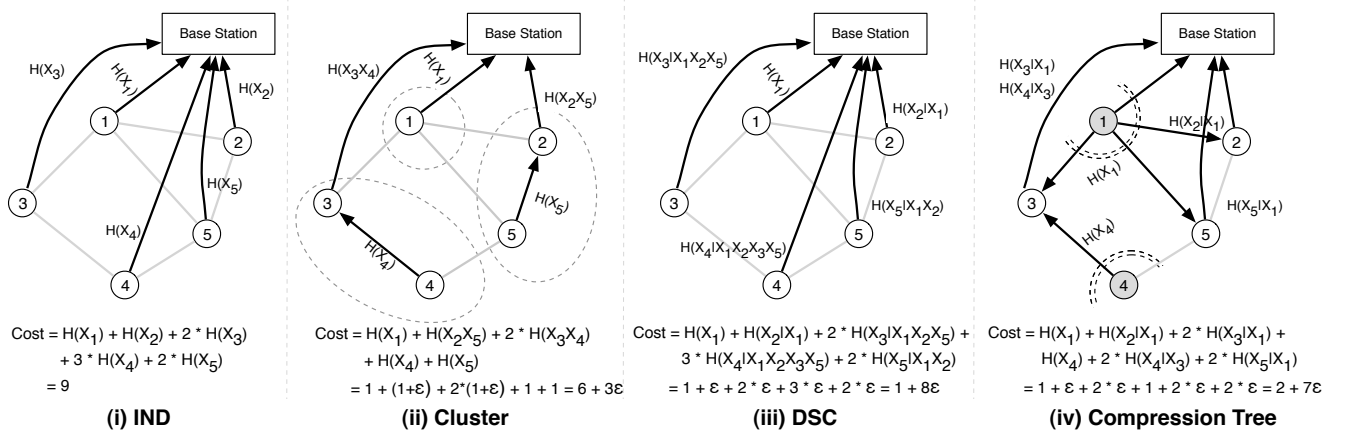 Base Station
H(X₃)
H(X₁)
H(X₂)
1
2
3
H(X₅)
H(X₄)
5
4
Cost = H(X₁) + H(X₂) + 2 * H(X₃)
+ 3 * H(X₄) + 2 * H(X₅)
= 9
(i) IND
Base Station
H(X₃X₄)
H(X₁)
H(X₂X₅)
1
2
3
H(X₅)
5
H(X₄)
4
Cost = H(X₁) + H(X₂X₅) + 2 * H(X₃X₄)
+ H(X₄) + H(X₅)
= 1 + (1+ε) + 2*(1+ε) + 1 + 1 = 6 + 3ε
(ii) Cluster
Base Station
H(X₃|X₁X₂X₅)
H(X₁)
H(X₂|X₁)
1
2
3
H(X₅|X₁X₂)
5
H(X₄|X₁X₂X₃X₅)
4
Cost = H(X₁) + H(X₂|X₁) + 2 * H(X₃|X₁X₂X₅) +
3 * H(X₄|X₁X₂X₃X₅) + 2 * H(X₅|X₁X₂)
= 1 + ε + 2 * ε + 3 * ε + 2 * ε = 1 + 8ε
(iii) DSC
Base Station
H(X₃|X₁)
H(X₄|X₃)
1
H(X₂|X₁)
2
H(X₁)
3
H(X₅|X₁)
H(X₄)
5
4
Cost = H(X₁) + H(X₂|X₁) + 2 * H(X₃|X₁) +
H(X₄) + 2 * H(X₄|X₃) + 2 * H(X₅|X₁)
= 1 + ε + 2 * ε + 1 + 2 * ε + 2 * ε = 2 + 7ε
(iv) Compression Tree